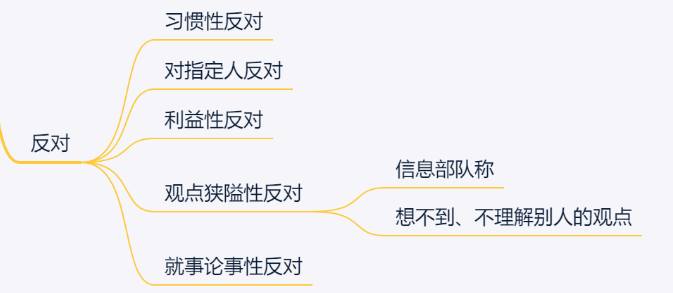 习惯性反对
对指定人反对
利益性反对
反对
观点狭隘性反对
信息部队称
想不到、不理解别人的观点
就事论事性反对